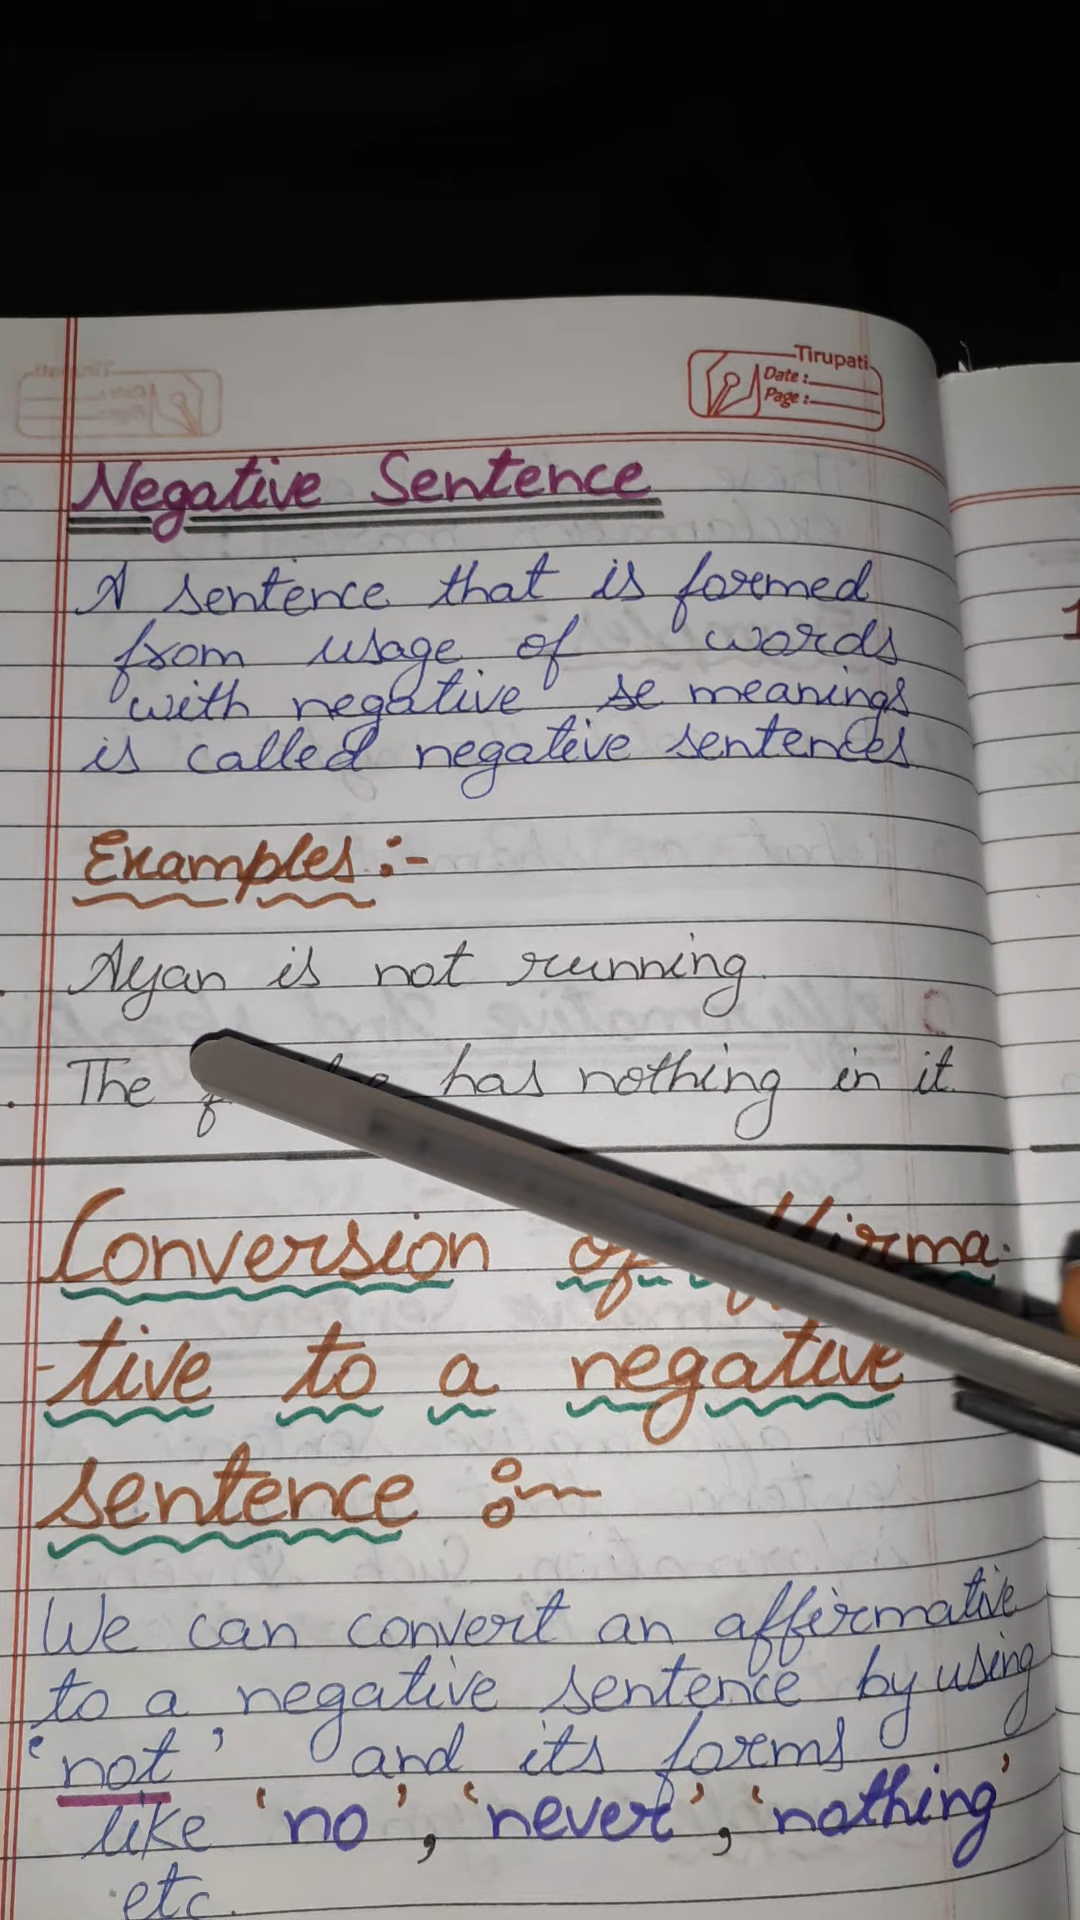 Tirupati
Date :
Page :
Negative Sentence
A sentence that is formed
from usage of words
with negative se meanings
is called negative sentences
Examples :-
Ayan is not running.
The has nothing in it.
Conversion of
-tive to a negative
sentence :-
We can convert an affirmative
to a negative sentence by using
'not' and its forms
like 'no', 'never', 'nothing'
etc.